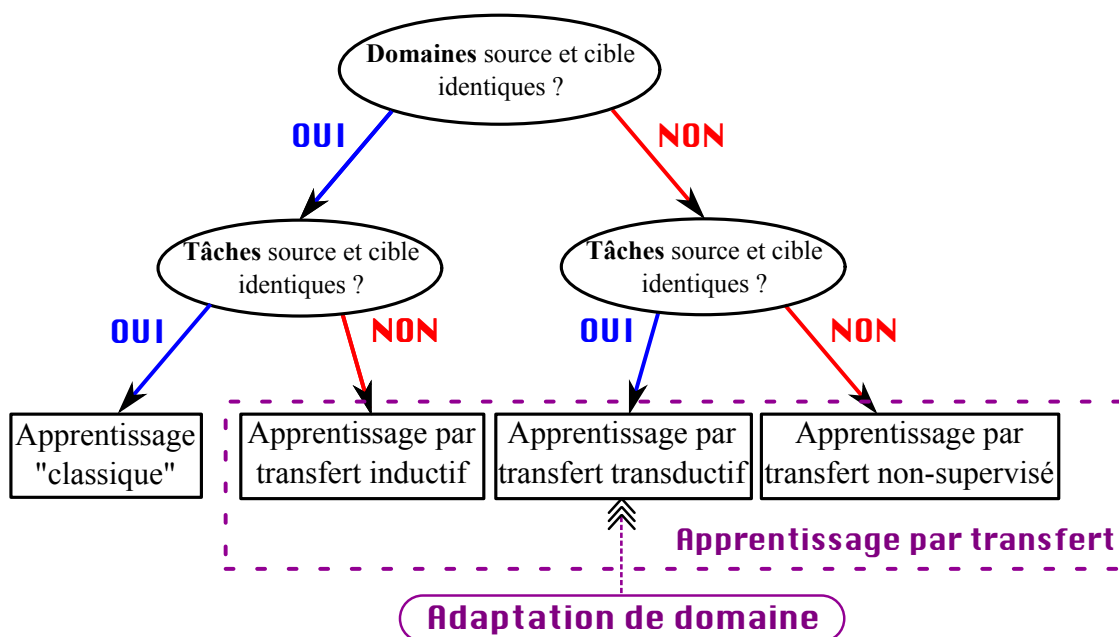 Domaines source et cible
identiques ?
OUI
NON
Tâches source et cible
identiques ?
Tâches source et cible
identiques ?
OUI
NON
OUI
NON
Apprentissage
"classique"
Apprentissage par
transfert inductif
Apprentissage par
transfert transductif
Apprentissage par
transfert non-supervisé
Apprentissage par transfert
Adaptation de domaine